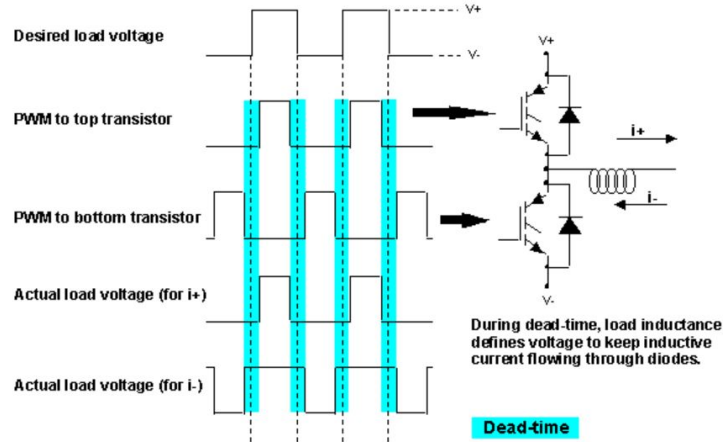 V+
Desired load voltage
V-
V+
PWM to top transistor
i+
i-
PWM to bottom transistor
V-
Actual load voltage (for i+)
During dead-time, load inductance
defines voltage to keep inductive
current flowing through diodes.
Actual load voltage (for i-)
Dead-time